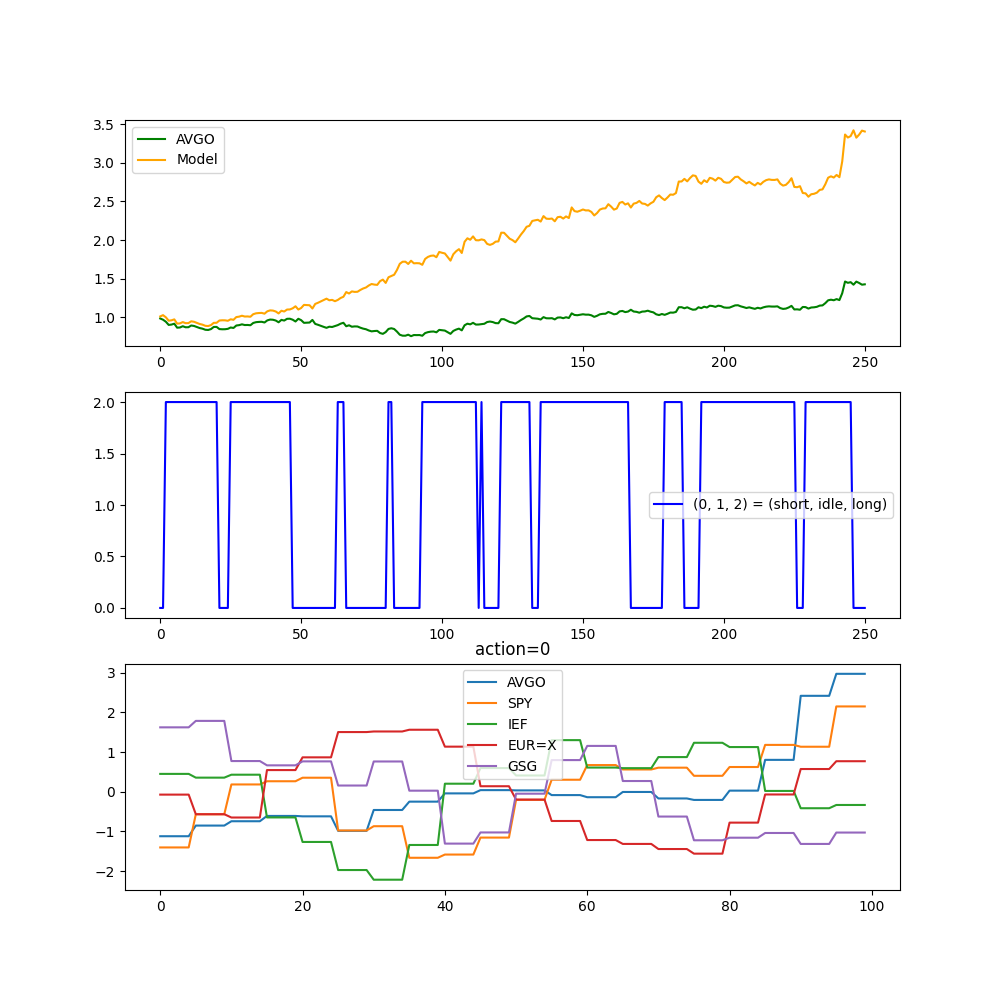 3.5
3.0
2.5
2.0
1.5
1.0
AVGO
Model
0 50 100 150 200 250
2.0
1.5
1.0
0.5
0.0
(0, 1, 2) = (short, idle, long)
0 50 100 150 200 250
action=0
3
2
1
0
−1
−2
AVGO
SPY
IEF
EUR=X
GSG
0 20 40 60 80 100